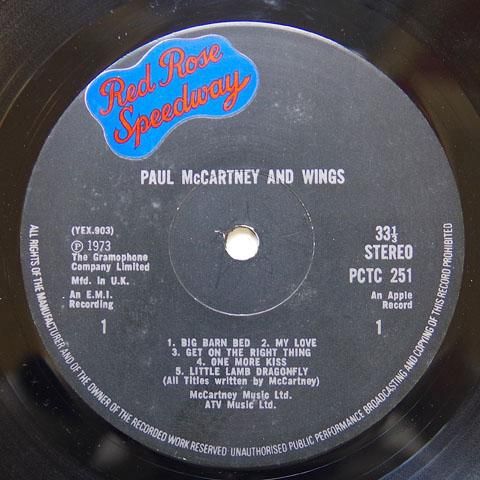 Red Rose
Speedway
PAUL McCARTNEY AND WINGS
(YEX.903)
Ⓟ 1973
The Gramophone
Company Limited
Mfd. in U.K.
An E.M.I.
Recording
1
33⅓
STEREO
PCTC 251
An Apple
Record
1
1. BIG BARN BED 2. MY LOVE
3. GET ON THE RIGHT THING
4. ONE MORE KISS
5. LITTLE LAMB DRAGONFLY
(All Titles written by McCartney)
McCartney Music Ltd.
ATV Music Ltd.
ALL RIGHTS OF THE MANUFACTURER AND OF THE OWNER OF THE RECORDED WORK RESERVED UNAUTHORISED PUBLIC PERFORMANCE BROADCASTING AND COPYING OF THIS RECORD PROHIBITED